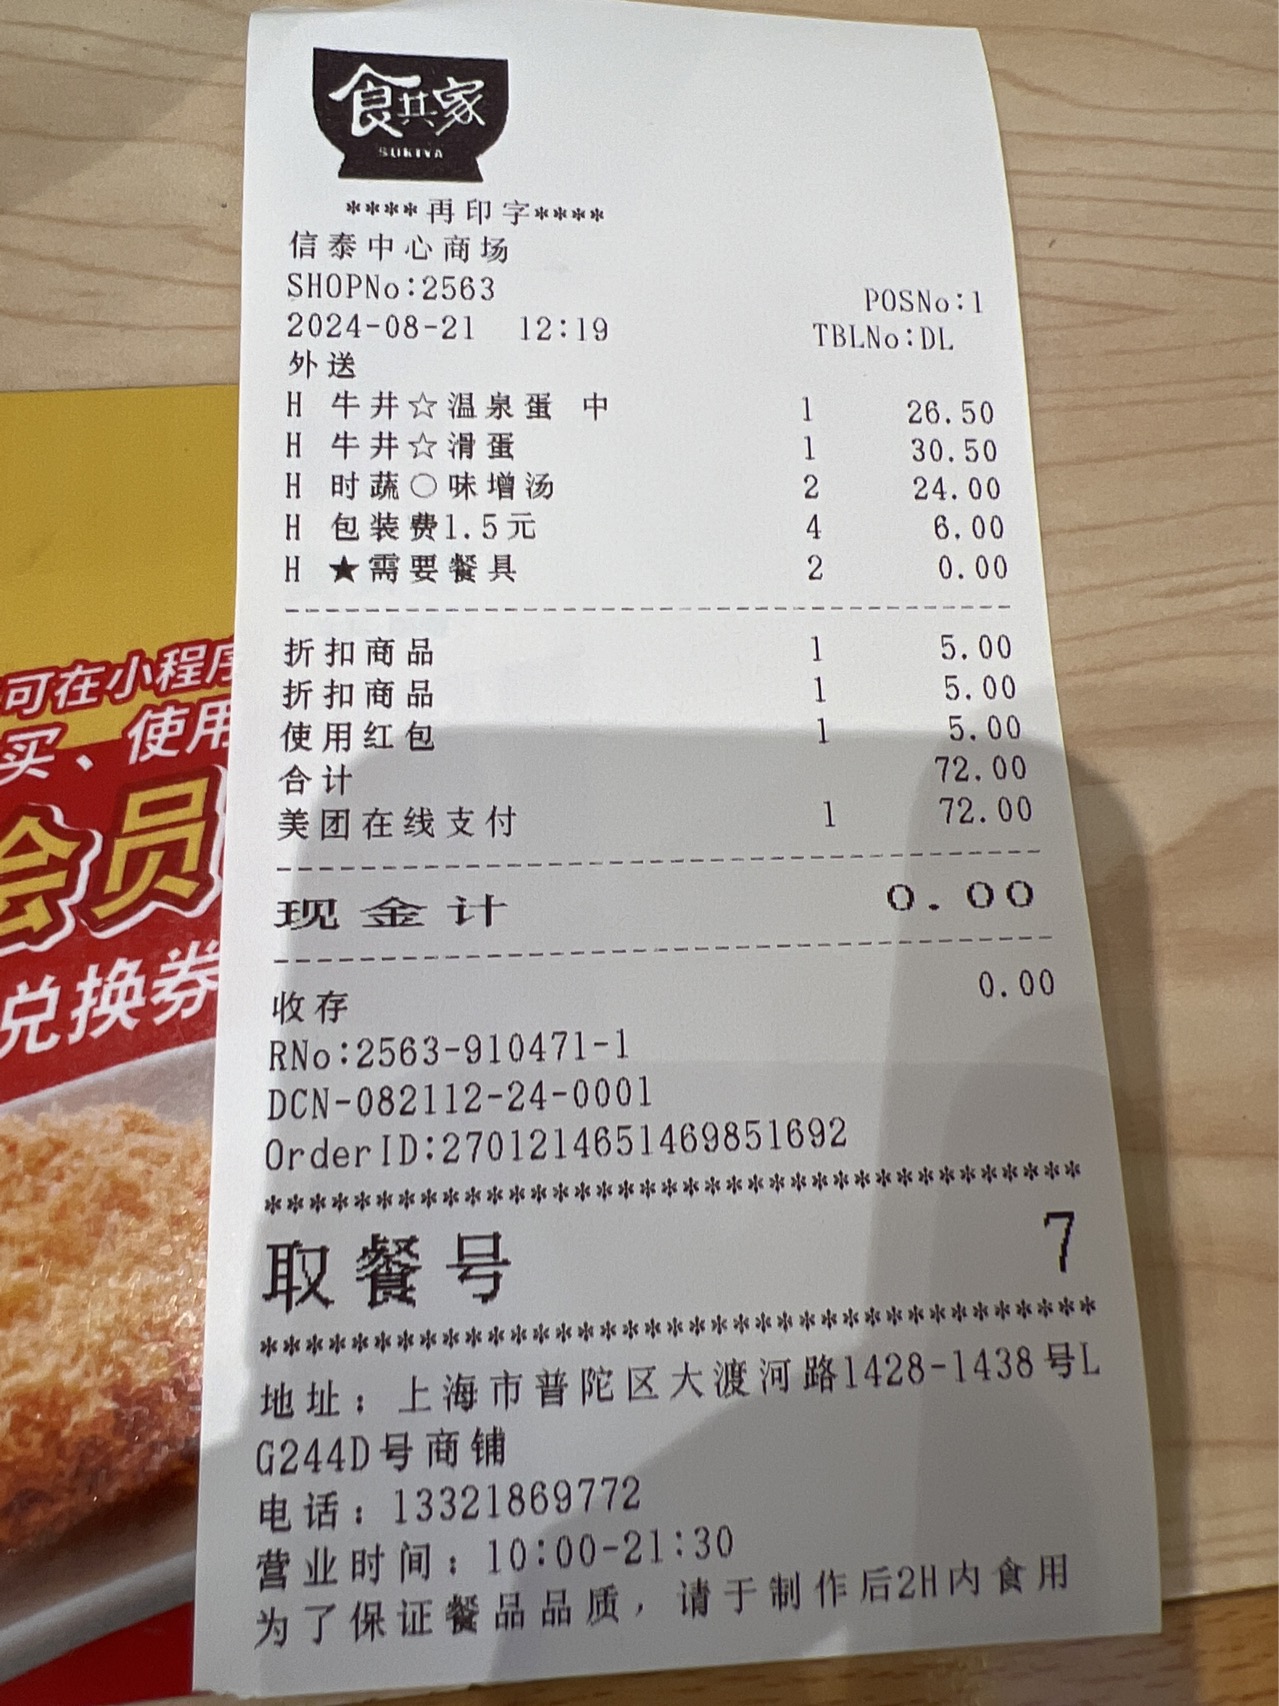 食其家
SUKIYA
****再印字****
信泰中心商场
SHOPNo:2563 POSNo:1
2024-08-21 12:19 TBLNo:DL
外送
H 牛井☆温泉蛋 中 1 26.50
H 牛井☆滑蛋 1 30.50
H 时蔬○味增汤 2 24.00
H 包装费1.5元 4 6.00
H ★需要餐具 2 0.00
折扣商品 1 5.00
折扣商品 1 5.00
使用红包 1 5.00
合计 72.00
美团在线支付 1 72.00
现金计 0.00
收存 0.00
RNo:2563-910471-1
DCN-082112-24-0001
OrderID:2701214651469851692
*************************************
取餐号 7
*************************************
地址：上海市普陀区大渡河路1428-1438号L
G244D号商铺
电话：13321869772
营业时间：10:00-21:30
为了保证餐品品质，请于制作后2H内食用
可在小程序
买、使用
会员
兑换券